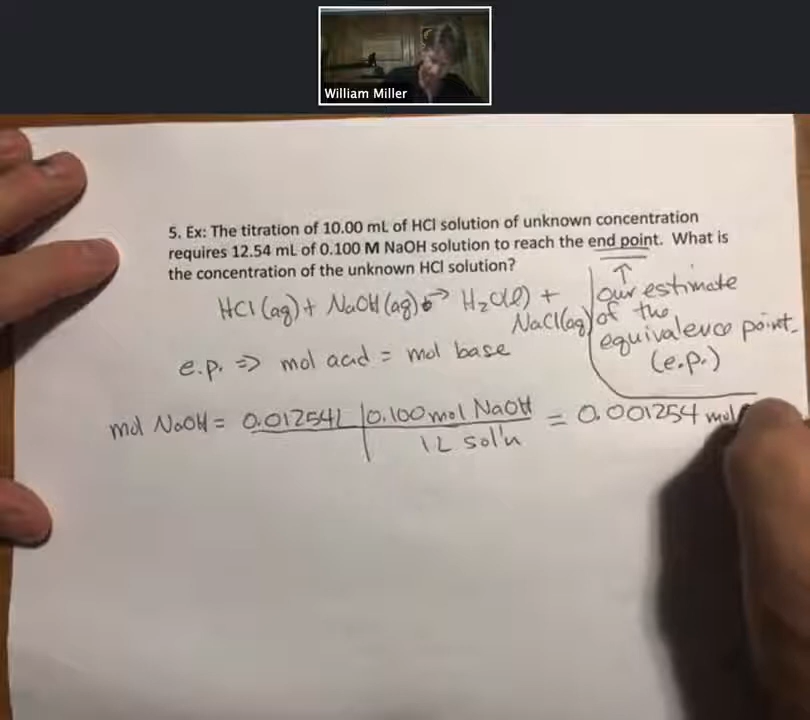 William Miller
5. Ex: The titration of 10.00 mL of HCl solution of unknown concentration
requires 12.54 mL of 0.100 M NaOH solution to reach the end point. What is
the concentration of the unknown HCl solution?
HCl (aq) + NaOH (aq) → H₂O(l) +
NaCl(aq)
↑
our estimate
of the
equivalence point
(e.p.)
e.p. => mol acid = mol base
mol NaOH = 0.01254L | 0.100 mol NaOH = 0.001254 mol
1L sol'n